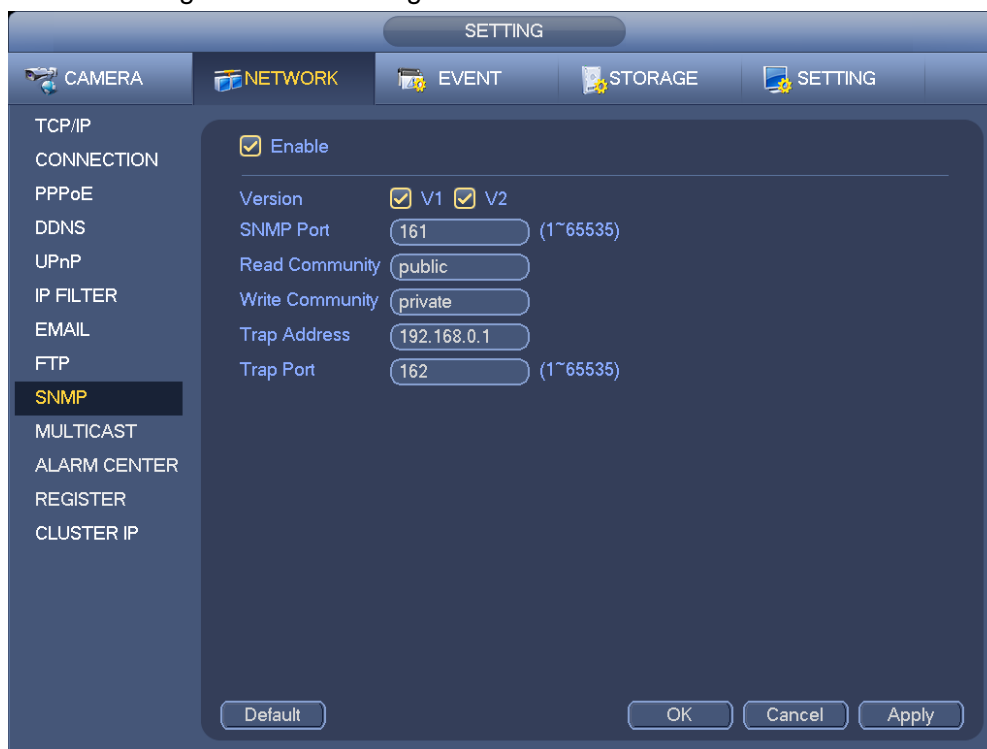 SETTING
CAMERA NETWORK EVENT STORAGE SETTING
TCP/IP
CONNECTION
PPPoE
DDNS
UPnP
IP FILTER
EMAIL
FTP
SNMP
MULTICAST
ALARM CENTER
REGISTER
CLUSTER IP
Enable
Version V1 V2
SNMP Port 161 (1~65535)
Read Community public
Write Community private
Trap Address 192.168.0.1
Trap Port 162 (1~65535)
Default OK Cancel Apply